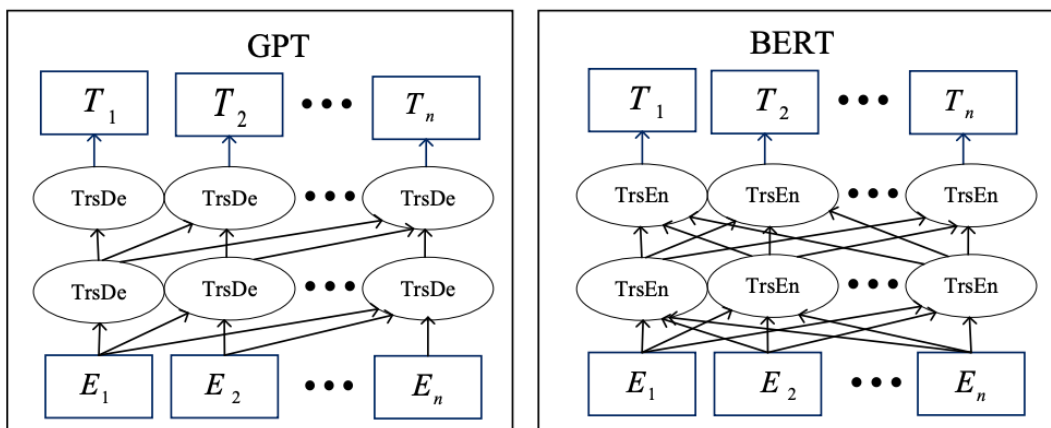 GPT
T1 T2 ••• Tn
TrsDe TrsDe ••• TrsDe
TrsDe TrsDe ••• TrsDe
E1 E2 ••• En
BERT
T1 T2 ••• Tn
TrsEn TrsEn ••• TrsEn
TrsEn TrsEn ••• TrsEn
E1 E2 ••• En